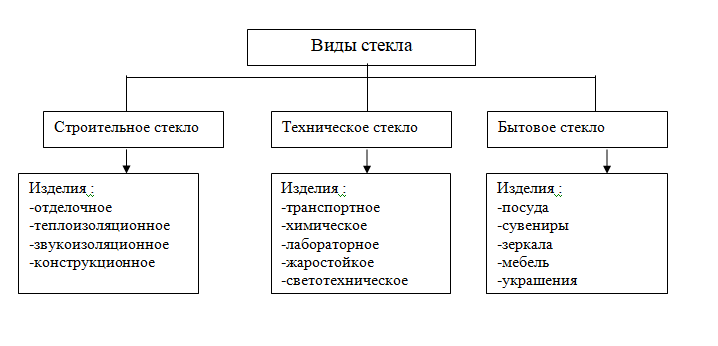 Виды стекла
Строительное стекло
Техническое стекло
Бытовое стекло
Изделия :
-отделочное
-теплоизоляционное
-звукоизоляционное
-конструкционное
Изделия :
-транспортное
-химическое
-лабораторное
-жаростойкое
-светотехническое
Изделия :
-посуда
-сувениры
-зеркала
-мебель
-украшения